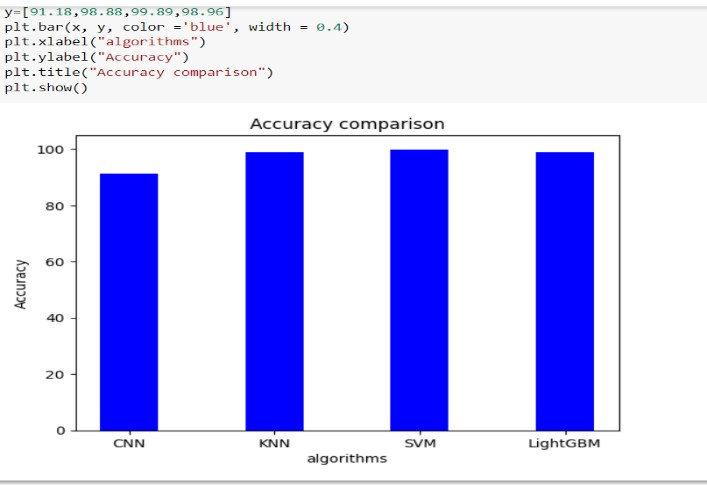 y=[91.18,98.88,99.89,98.96]
plt.bar(x, y, color ='blue', width = 0.4)
plt.xlabel("algorithms")
plt.ylabel("Accuracy")
plt.title("Accuracy comparison")
plt.show()
Accuracy comparison
100
80
60
40
20
0
Accuracy
CNN KNN SVM LightGBM
algorithms